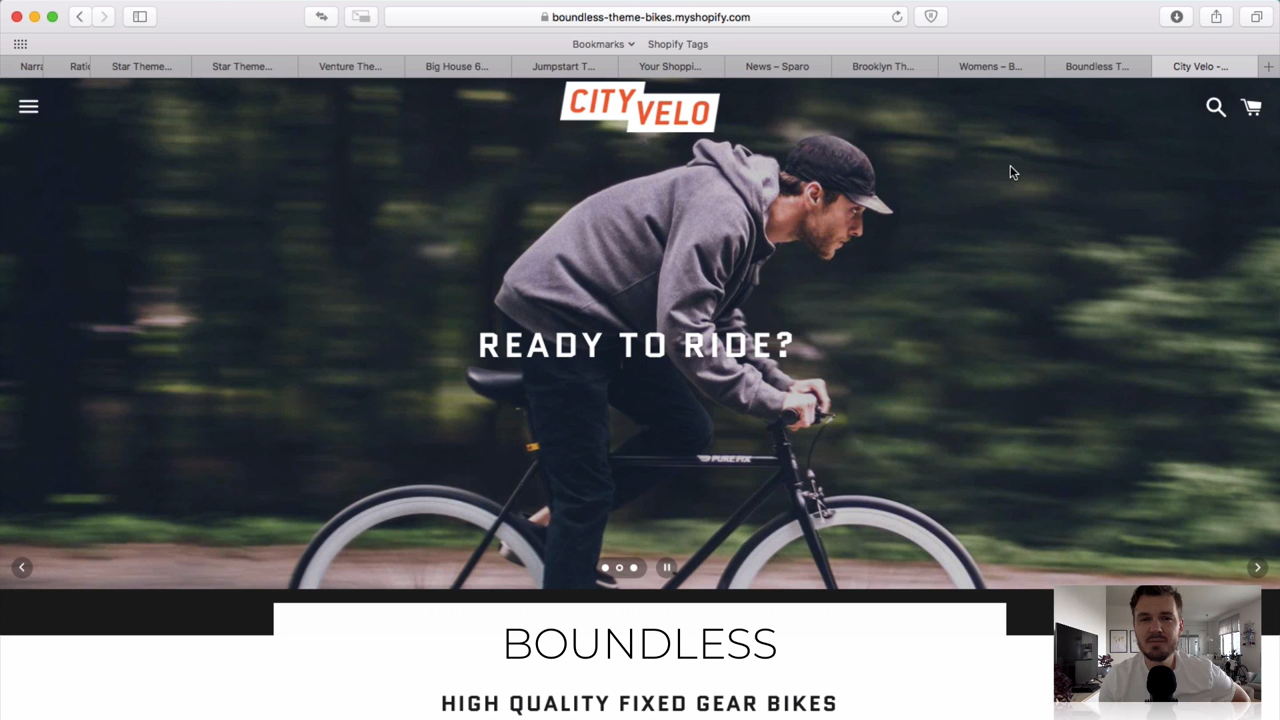 boundless-theme-bikes.myshopify.com
Bookmarks Shopify Tags
Narra Ratio Star Theme... Star Theme... Venture The... Big House 6... Jumpstart T... Your Shoppi... News – Sparo Brooklyn Th... Womens – B... Boundless T... City Velo -...
CITY
VELO
READY TO RIDE?
PURE FIX
BOUNDLESS
HIGH QUALITY FIXED GEAR BIKES